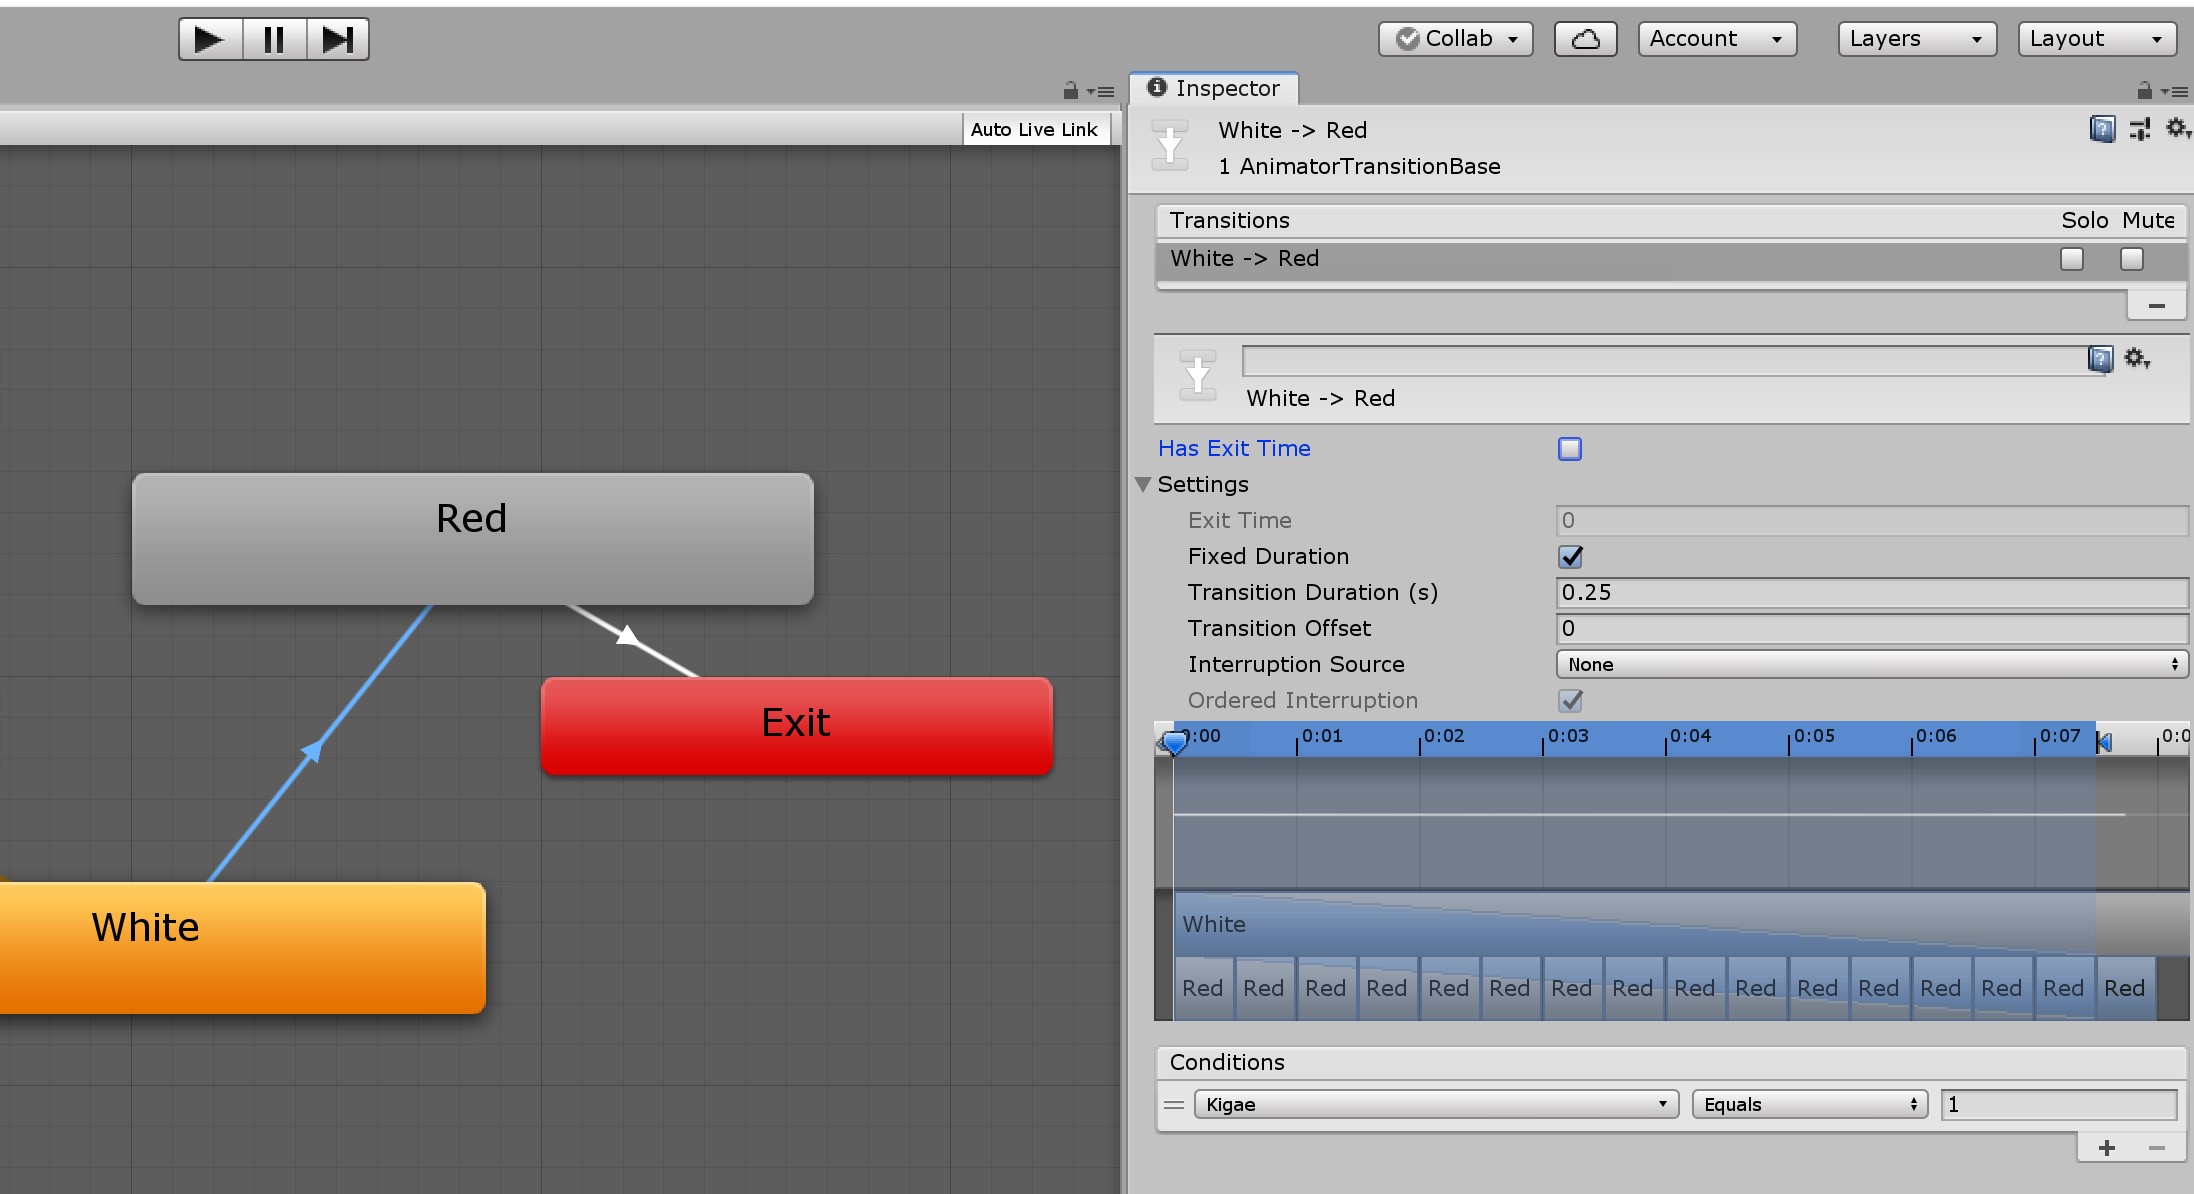 Collab
Account
Layers
Layout
Inspector
Auto Live Link
White -> Red
1 AnimatorTransitionBase
Transitions Solo Mute
White -> Red
White -> Red
Has Exit Time
Settings
Exit Time 0
Fixed Duration
Transition Duration (s) 0.25
Transition Offset 0
Interruption Source None
Ordered Interruption
0:00 0:01 0:02 0:03 0:04 0:05 0:06 0:07
White
Red Red Red Red Red Red Red Red Red Red Red Red Red Red Red Red
Conditions
Kigae Equals 1
Red
Exit
White